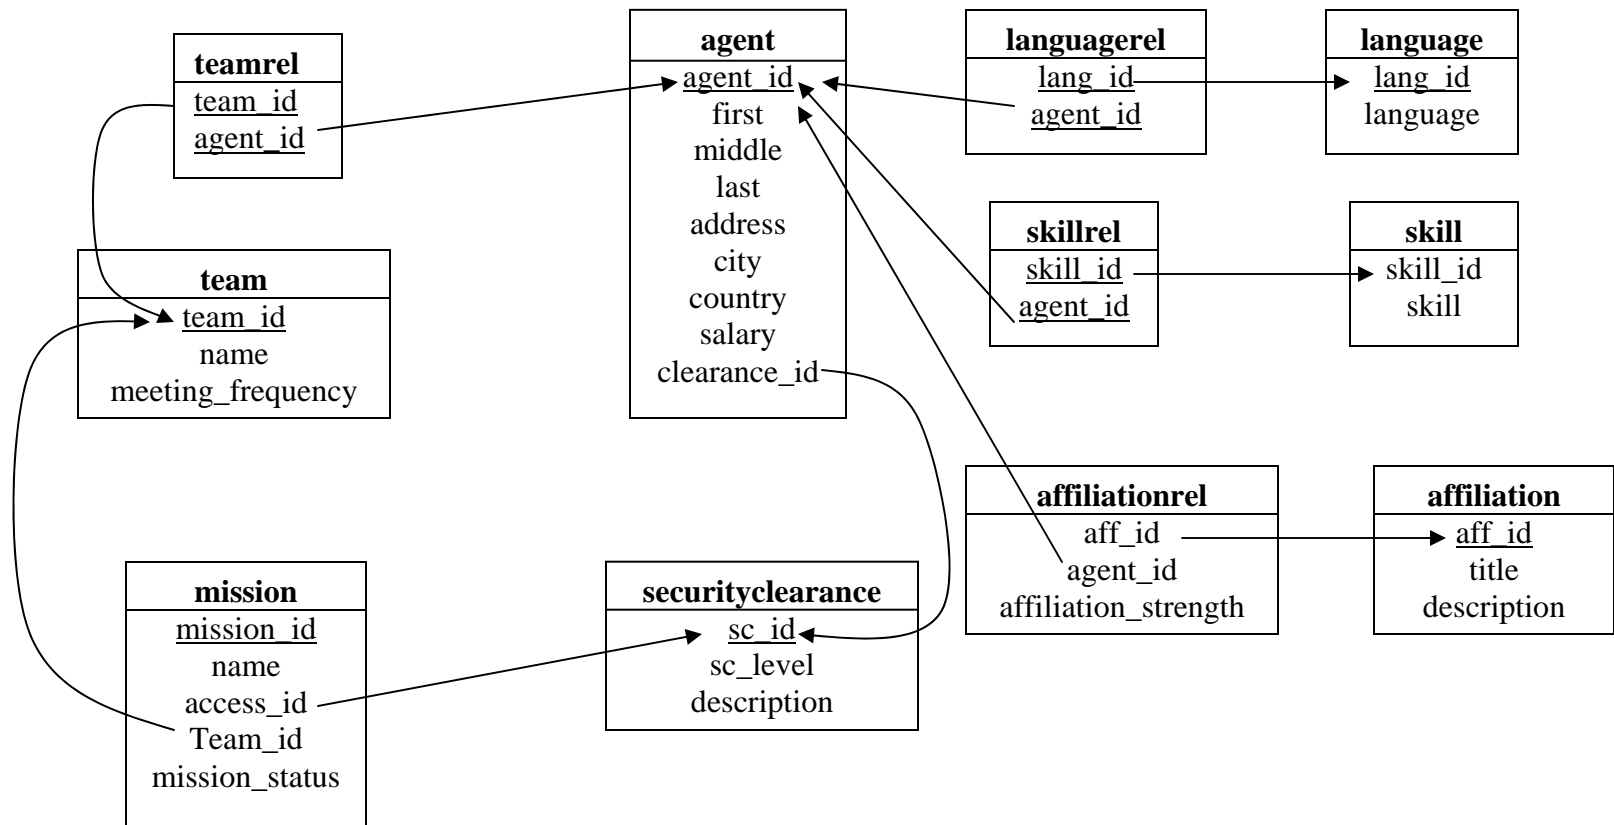 teamrel
team_id
agent_id
team
team_id
name
meeting_frequency
mission
mission_id
name
access_id
Team_id
mission_status
agent
agent_id
first
middle
last
address
city
country
salary
clearance_id
securityclearance
sc_id
sc_level
description
languagerel
lang_id
agent_id
language
lang_id
language
skillrel
skill_id
agent_id
skill
skill_id
skill
affiliationrel
aff_id
agent_id
affiliation_strength
affiliation
aff_id
title
description